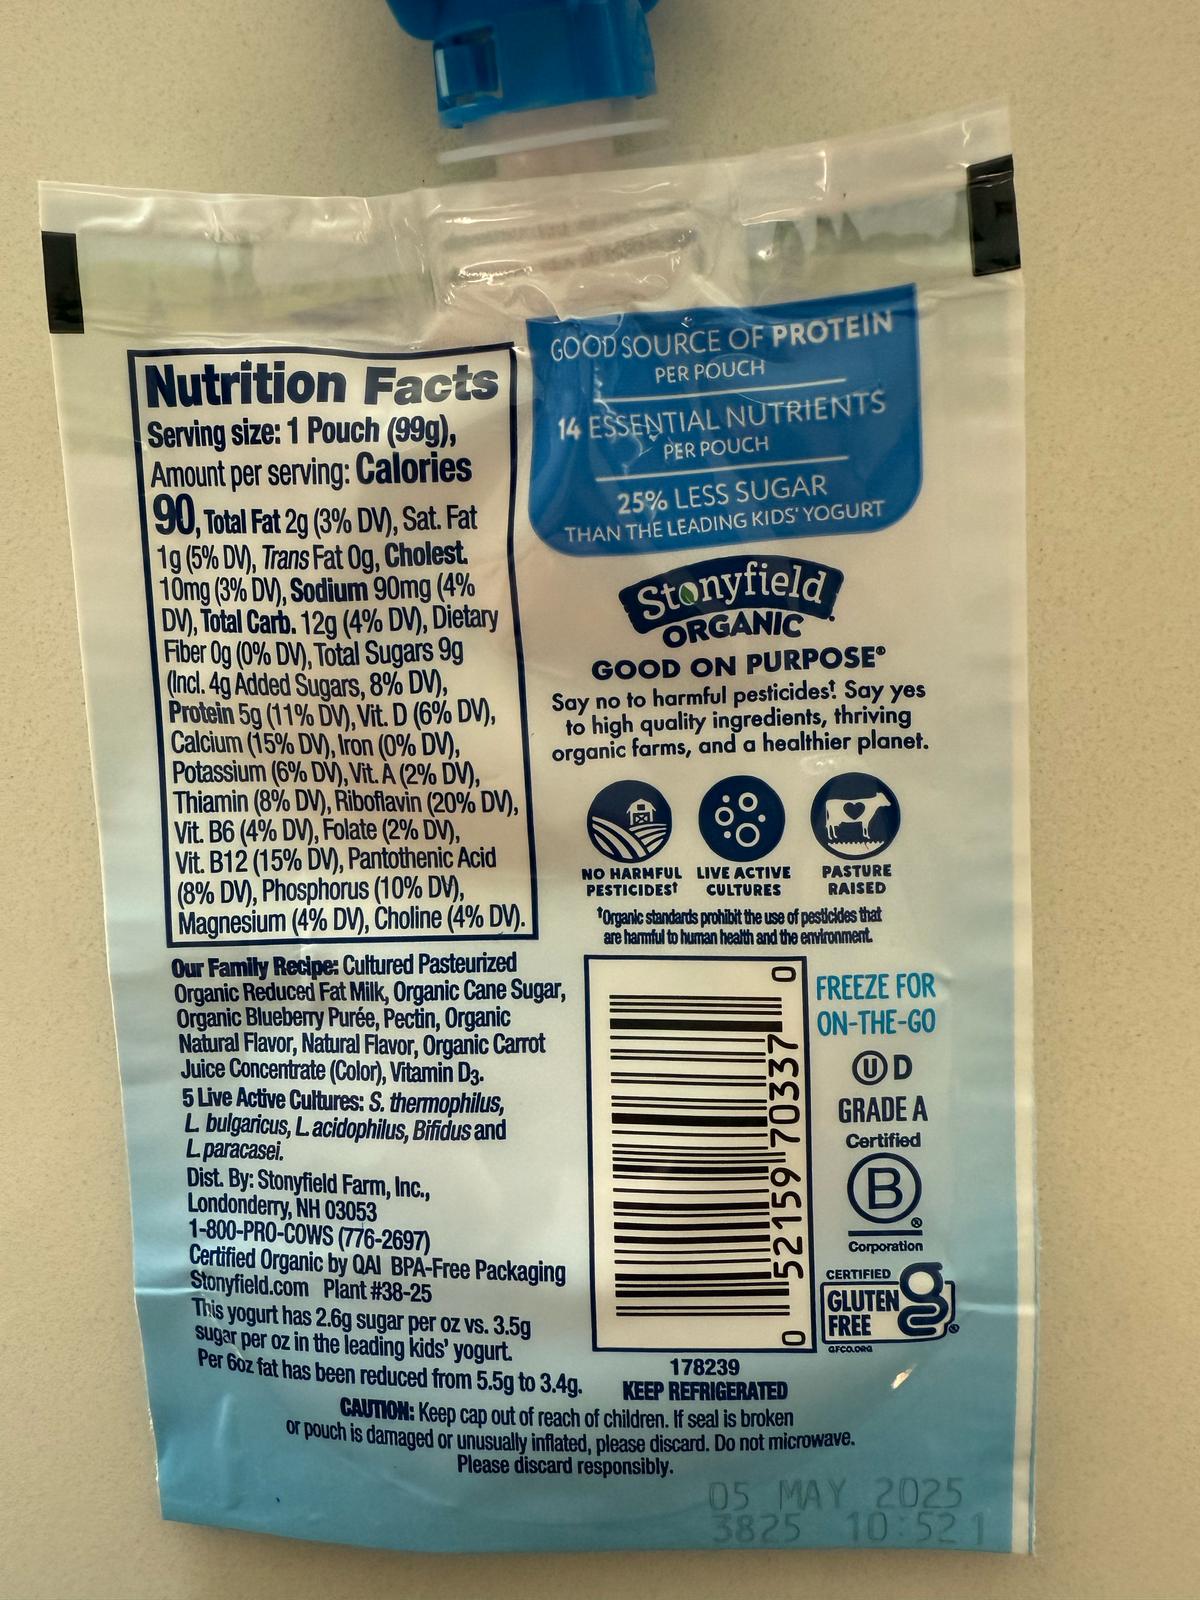 Nutrition Facts
Serving size: 1 Pouch (99g),
Amount per serving: Calories
90, Total Fat 2g (3% DV), Sat. Fat
1g (5% DV), Trans Fat 0g, Cholest.
10mg (3% DV), Sodium 90mg (4%
DV), Total Carb. 12g (4% DV), Dietary
Fiber 0g (0% DV), Total Sugars 9g
(Incl. 4g Added Sugars, 8% DV),
Protein 5g (11% DV), Vit. D (6% DV),
Calcium (15% DV), Iron (0% DV),
Potassium (6% DV), Vit. A (2% DV),
Thiamin (8% DV), Riboflavin (20% DV),
Vit. B6 (4% DV), Folate (2% DV),
Vit. B12 (15% DV), Pantothenic Acid
(8% DV), Phosphorus (10% DV),
Magnesium (4% DV), Choline (4% DV).
Our Family Recipe: Cultured Pasteurized
Organic Reduced Fat Milk, Organic Cane Sugar,
Organic Blueberry Purée, Pectin, Organic
Natural Flavor, Natural Flavor, Organic Carrot
Juice Concentrate (Color), Vitamin D3.
5 Live Active Cultures: S. thermophilus,
L. bulgaricus, L. acidophilus, Bifidus and
L. paracasei.
Dist. By: Stonyfield Farm, Inc.,
Londonderry, NH 03053
1-800-PRO-COWS (776-2697)
Certified Organic by QAI BPA-Free Packaging
Stonyfield.com Plant #38-25
This yogurt has 2.6g sugar per oz vs. 3.5g
sugar per oz in the leading kids' yogurt.
Per 6oz fat has been reduced from 5.5g to 3.4g.
GOOD SOURCE OF PROTEIN
PER POUCH
14 ESSENTIAL NUTRIENTS
PER POUCH
25% LESS SUGAR
THAN THE LEADING KIDS' YOGURT
Stonyfield
ORGANIC
GOOD ON PURPOSE®
Say no to harmful pesticides†. Say yes
to high quality ingredients, thriving
organic farms, and a healthier planet.
NO HARMFUL
PESTICIDES†
LIVE ACTIVE
CULTURES
PASTURE
RAISED
†Organic standards prohibit the use of pesticides that
are harmful to human health and the environment.
0 52159 70337 0
FREEZE FOR
ON-THE-GO
Ⓤ D
GRADE A
Certified
B
®
Corporation
CERTIFIED
GLUTEN
FREE
g
®
GFCO.ORG
178239
KEEP REFRIGERATED
CAUTION: Keep cap out of reach of children. If seal is broken
or pouch is damaged or unusually inflated, please discard. Do not microwave.
Please discard responsibly.
05 MAY 2025
3825 10:52 1